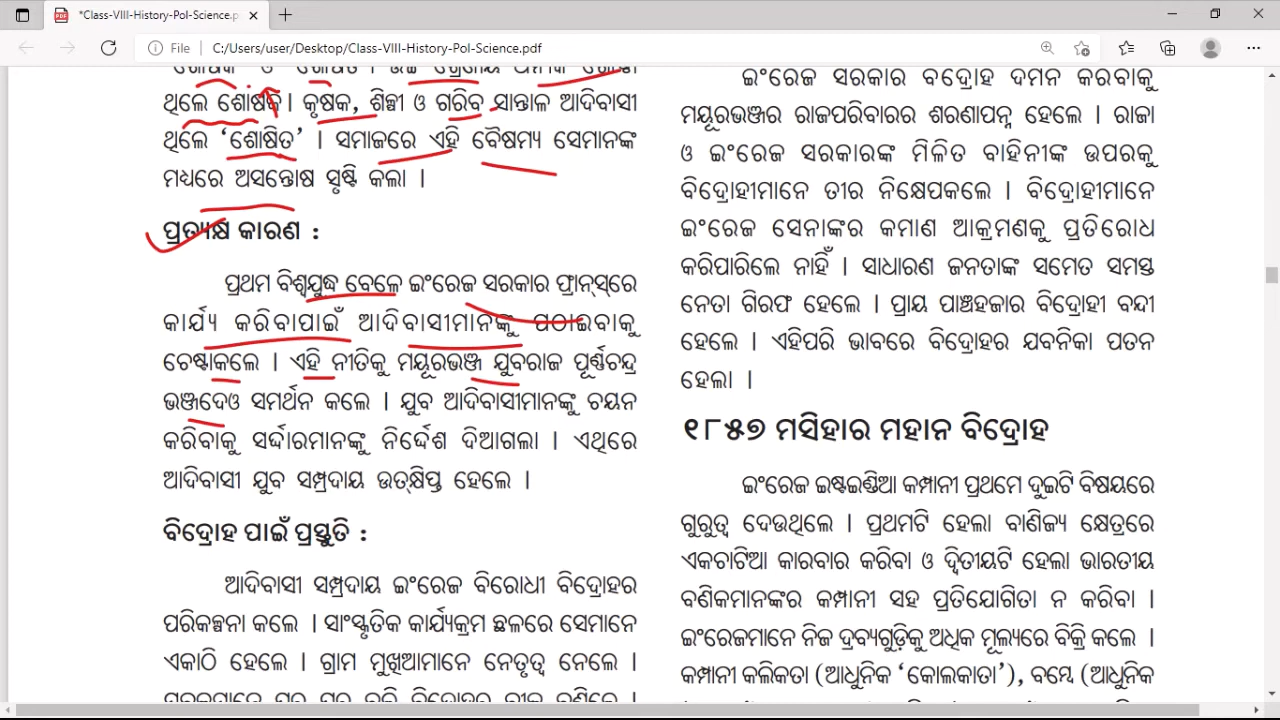 *Class-VIII-History-Pol-Science.p
File C:/Users/user/Desktop/Class-VIII-History-Pol-Science.pdf
ଶୋଷକ ଓ ଶୋଷିତ ।
ଥିଲେ ଶୋଷକ। କୃଷକ, ଶିଳ୍ପୀ ଓ ଗରିବ ସାନ୍ତାଳ ଆଦିବାସୀ
ଥିଲେ ‘ଶୋଷିତ’ । ସମାଜରେ ଏହି ବୈଷମ୍ୟ ସେମାନଙ୍କ
ମଧ୍ୟରେ ଅସନ୍ତୋଷ ସୃଷ୍ଟି କଲା ।
ପ୍ରତ୍ୟକ୍ଷ କାରଣ :
ପ୍ରଥମ ବିଶ୍ୱଯୁଦ୍ଧ ବେଳେ ଇଂରେଜ ସରକାର ଫ୍ରାନ୍ସ୍‌ରେ
କାର୍ଯ୍ୟ କରିବାପାଇଁ ଆଦିବାସୀମାନଙ୍କୁ ପଠାଇବାକୁ
ଚେଷ୍ଟାକଲେ । ଏହି ନୀତିକୁ ମୟୂରଭଞ୍ଜ ଯୁବରାଜ ପୂର୍ଣ୍ଣଚନ୍ଦ୍ର
ଭଞ୍ଜଦେଓ ସମର୍ଥନ କଲେ । ଯୁବ ଆଦିବାସୀମାନଙ୍କୁ ଚୟନ
କରିବାକୁ ସର୍ଦ୍ଦାରମାନଙ୍କୁ ନିର୍ଦ୍ଦେଶ ଦିଆଗଲା । ଏଥିରେ
ଆଦିବାସୀ ଯୁବ ସମ୍ପ୍ରଦାୟ ଉତ୍‌କ୍ଷିପ୍ତ ହେଲେ ।
ବିଦ୍ରୋହ ପାଇଁ ପ୍ରସ୍ତୁତି :
ଆଦିବାସୀ ସମ୍ପ୍ରଦାୟ ଇଂରେଜ ବିରୋଧୀ ବିଦ୍ରୋହର
ପରିକଳ୍ପନା କଲେ । ସାଂସ୍କୃତିକ କାର୍ଯ୍ୟକ୍ରମ ଛଳରେ ସେମାନେ
ଏକାଠି ହେଲେ । ଗ୍ରାମ ମୁଖିଆମାନେ ନେତୃତ୍ୱ ନେଲେ ।
ଇଂରେଜ ସରକାର ବିଦ୍ରୋହ ଦମନ କରବାକୁ
ମୟୂରଭଞ୍ଜର ରାଜପରିବାରର ଶରଣାପନ୍ନ ହେଲେ । ରାଜା
ଓ ଇଂରେଜ ସରକାରଙ୍କ ମିଳିତ ବାହିନୀଙ୍କ ଉପରକୁ
ବିଦ୍ରୋହୀମାନେ ତୀର ନିକ୍ଷେପକଲେ । ବିଦ୍ରୋହୀମାନେ
ଇଂରେଜ ସେନାଙ୍କର କମାଣ ଆକ୍ରମଣକୁ ପ୍ରତିରୋଧ
କରିପାରିଲେ ନାହିଁ । ସାଧାରଣ ଜନତାଙ୍କ ସମେତ ସମସ୍ତ
ନେତା ଗିରଫ ହେଲେ । ପ୍ରାୟ ପାଞ୍ଚହଜାର ବିଦ୍ରୋହୀ ବନ୍ଦୀ
ହେଲେ । ଏହିପରି ଭାବରେ ବିଦ୍ରୋହର ଯବନିକା ପତନ
ହେଲା ।
୧୮୫୭ ମସିହାର ମହାନ ବିଦ୍ରୋହ
ଇଂରେଜ ଇଷ୍ଟଇଣ୍ଡିଆ କମ୍ପାନୀ ପ୍ରଥମେ ଦୁଇଟି ବିଷୟରେ
ଗୁରୁତ୍ୱ ଦେଉଥିଲେ । ପ୍ରଥମଟି ହେଲା ବାଣିଜ୍ୟ କ୍ଷେତ୍ରରେ
ଏକଚାଟିଆ କାରବାର କରିବା ଓ ଦ୍ୱିତୀୟଟି ହେଲା ଭାରତୀୟ
ବଣିକମାନଙ୍କର କମ୍ପାନୀ ସହ ପ୍ରତିଯୋଗିତା ନ କରିବା ।
ଇଂରେଜମାନେ ନିଜ ଦ୍ରବ୍ୟଗୁଡ଼ିକୁ ଅଧିକ ମୂଲ୍ୟରେ ବିକ୍ରି କଲେ ।
କମ୍ପାନୀ କଲିକତା (ଆଧୁନିକ ‘କୋଲକାତା’), ବମ୍ବେ (ଆଧୁନିକ